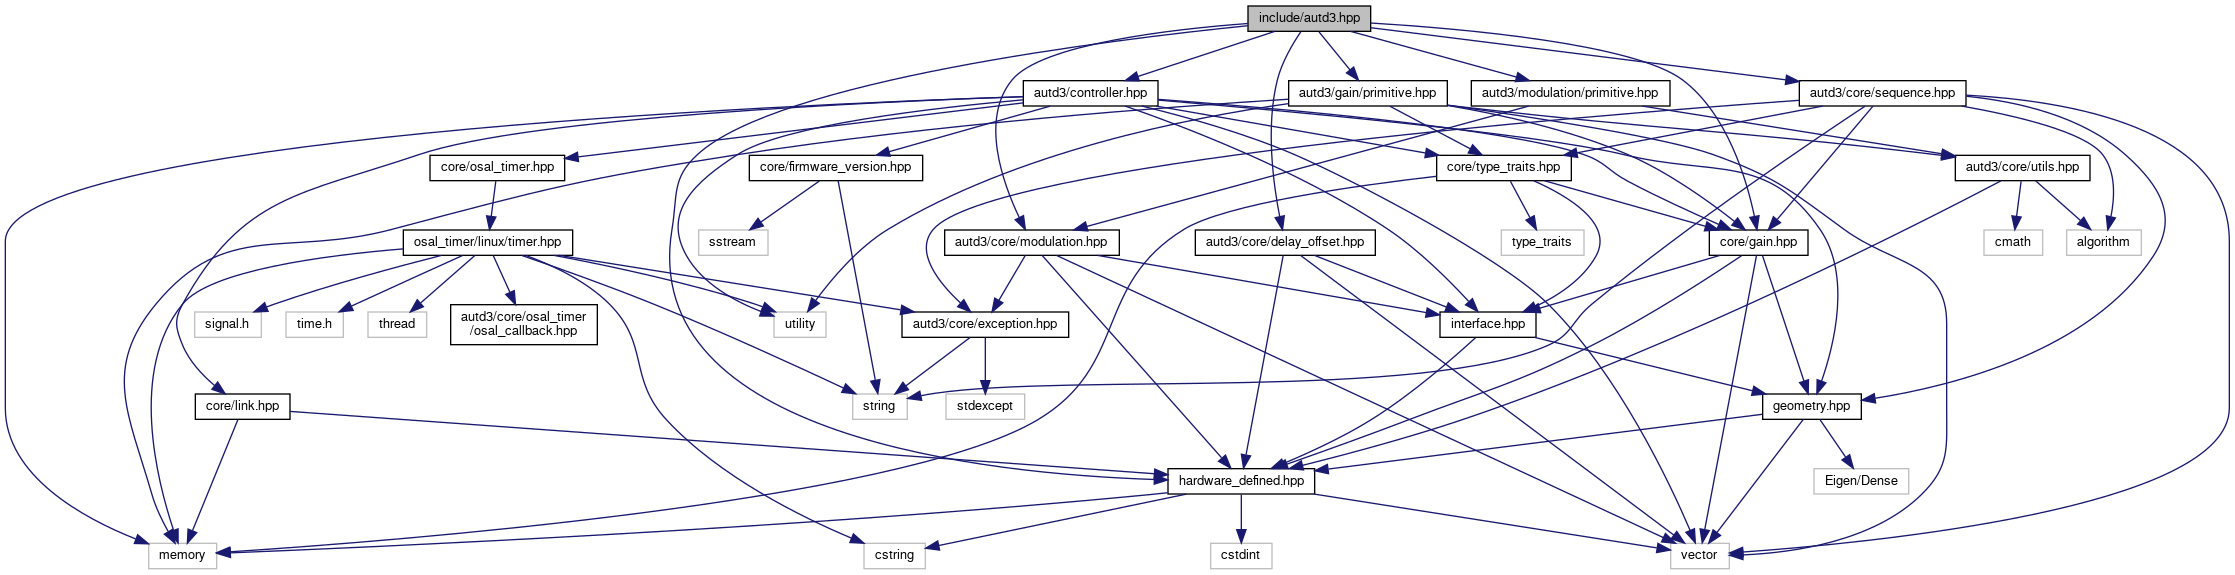 include/autd3.hpp
autd3/controller.hpp
autd3/gain/primitive.hpp
autd3/modulation/primitive.hpp
autd3/core/sequence.hpp
core/osal_timer.hpp
core/firmware_version.hpp
core/type_traits.hpp
autd3/core/utils.hpp
osal_timer/linux/timer.hpp
sstream
autd3/core/modulation.hpp
autd3/core/delay_offset.hpp
type_traits
core/gain.hpp
cmath
algorithm
signal.h
time.h
thread
autd3/core/osal_timer
/osal_callback.hpp
utility
autd3/core/exception.hpp
interface.hpp
core/link.hpp
string
stdexcept
geometry.hpp
hardware_defined.hpp
Eigen/Dense
memory
cstring
cstdint
vector